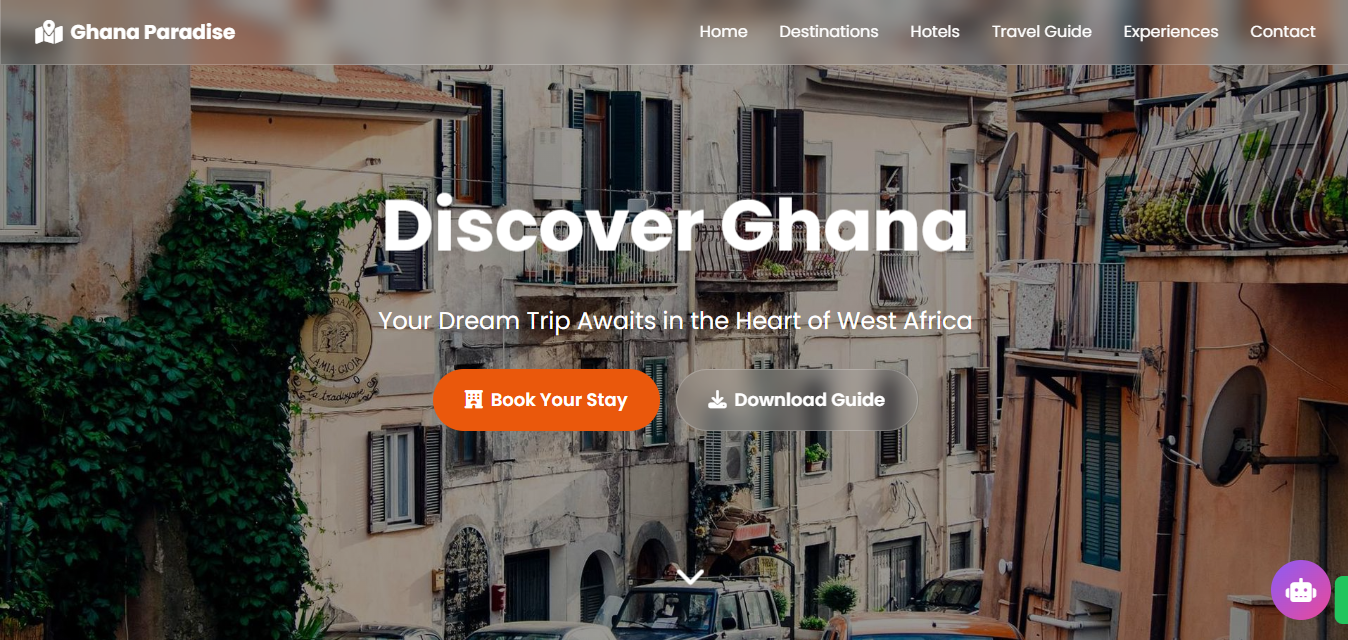 Ghana Paradise
Home Destinations Hotels Travel Guide Experiences Contact
Discover Ghana
Your Dream Trip Awaits in the Heart of West Africa
LA MIA GIOIA
Book Your Stay Download Guide